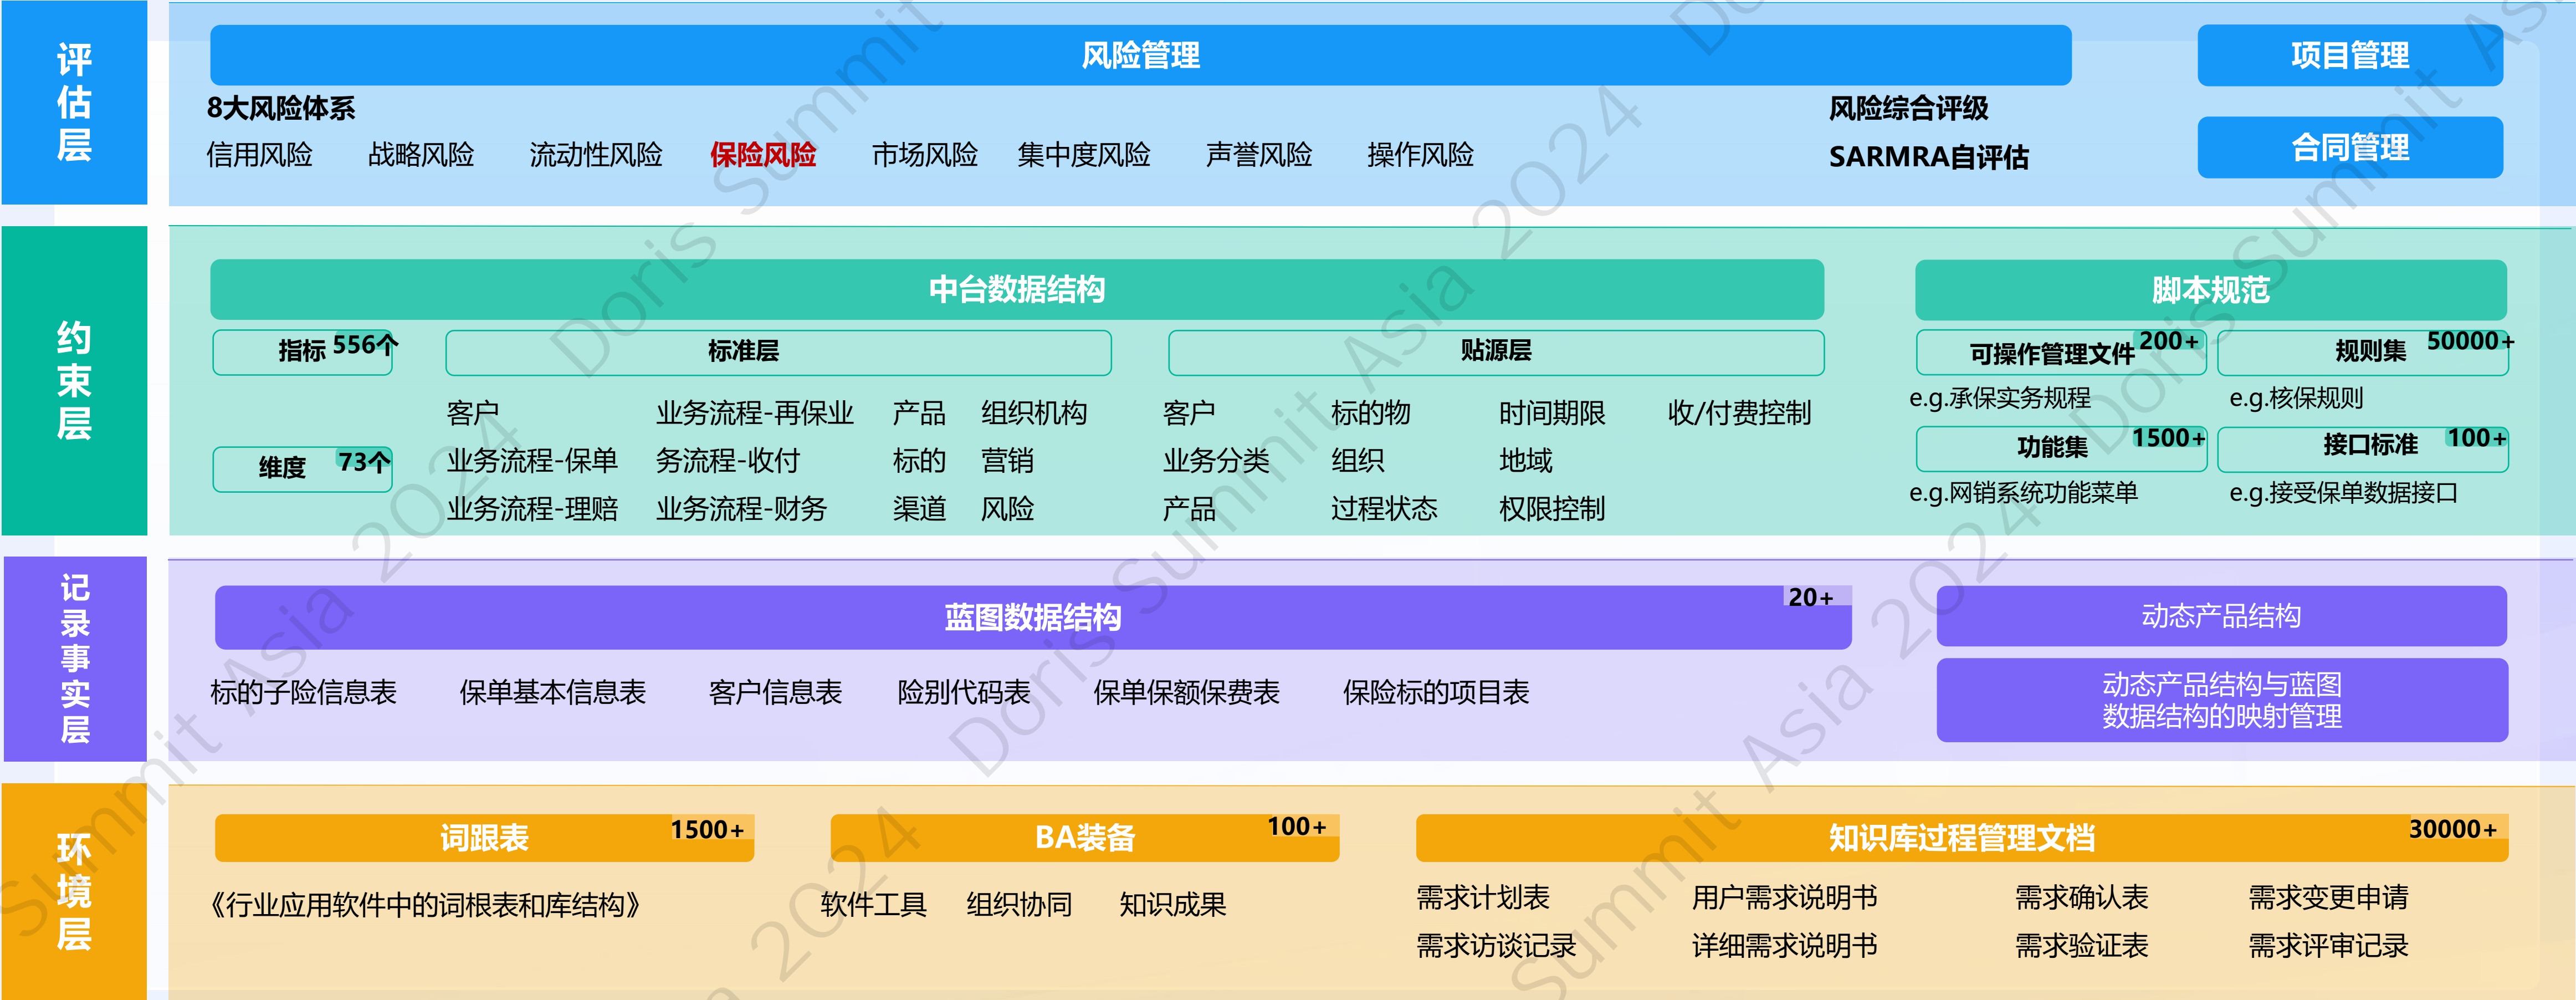 评估层
风险管理
项目管理
8大风险体系
风险综合评级
信用风险 战略风险 流动性风险 保险风险 市场风险 集中度风险 声誉风险 操作风险
SARMRA自评估
合同管理
约束层
中台数据结构
脚本规范
指标 556个
标准层
贴源层
可操作管理文件 200+
规则集 50000+
e.g.承保实务规程
e.g.核保规则
客户 业务流程-再保业 产品 组织机构
客户 标的物 时间期限 收/付费控制
维度 73个
业务流程-保单 务流程-收付 标的 营销
业务分类 组织 地域
功能集 1500+
接口标准 100+
业务流程-理赔 业务流程-财务 渠道 风险
产品 过程状态 权限控制
e.g.网销系统功能菜单
e.g.接受保单数据接口
记录事实层
蓝图数据结构 20+
动态产品结构
标的子险信息表 保单基本信息表 客户信息表 险别代码表 保单保额保费表 保险标的项目表
动态产品结构与蓝图
数据结构的映射管理
环境层
词跟表 1500+
BA装备 100+
知识库过程管理文档 30000+
《行业应用软件中的词根表和库结构》
软件工具 组织协同 知识成果
需求计划表 用户需求说明书 需求确认表 需求变更申请
需求访谈记录 详细需求说明书 需求验证表 需求评审记录
Doris Summit Asia 2024
Doris Summit Asia 2024
Doris Summit Asia 2024